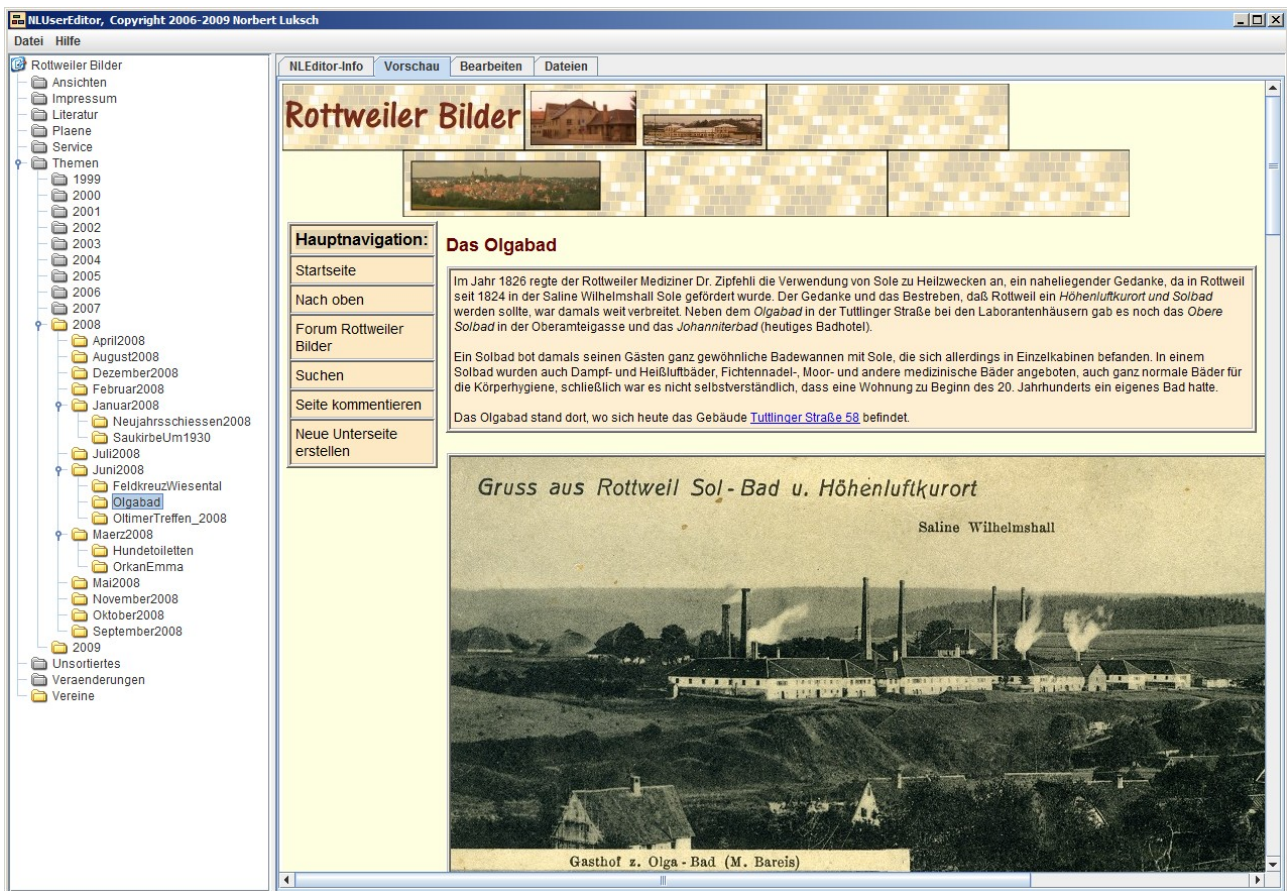 NLUserEditor, Copyright 2006-2009 Norbert Luksch
Datei Hilfe
Rottweiler Bilder
Ansichten
Impressum
Literatur
Plaene
Service
Themen
1999
2000
2001
2002
2003
2004
2005
2006
2007
2008
April2008
August2008
Dezember2008
Februar2008
Januar2008
Neujahrsschiessen2008
SaukirbeUm1930
Juli2008
Juni2008
FeldkreuzWiesental
Olgabad
OltimerTreffen_2008
Maerz2008
Hundetoiletten
OrkanEmma
Mai2008
November2008
Oktober2008
September2008
2009
Unsortiertes
Veraenderungen
Vereine
NLEditor-Info Vorschau Bearbeiten Dateien
Rottweiler Bilder
Hauptnavigation:
Startseite
Nach oben
Forum Rottweiler
Bilder
Suchen
Seite kommentieren
Neue Unterseite
erstellen
Das Olgabad
Im Jahr 1826 regte der Rottweiler Mediziner Dr. Zipfehli die Verwendung von Sole zu Heilzwecken an, ein naheliegender Gedanke, da in Rottweil
seit 1824 in der Saline Wilhelmshall Sole gefördert wurde. Der Gedanke und das Bestreben, daß Rottweil ein Höhenluftkurort und Solbad
werden sollte, war damals weit verbreitet. Neben dem Olgabad in der Tuttlinger Straße bei den Laborantenhäusern gab es noch das Obere
Solbad in der Oberamteigasse und das Johanniterbad (heutiges Badhotel).
Ein Solbad bot damals seinen Gästen ganz gewöhnliche Badewannen mit Sole, die sich allerdings in Einzelkabinen befanden. In einem
Solbad wurden auch Dampf- und Heißluftbäder, Fichtennadel-, Moor- und andere medizinische Bäder angeboten, auch ganz normale Bäder für
die Körperhygiene, schließlich war es nicht selbstverständlich, dass eine Wohnung zu Beginn des 20. Jahrhunderts ein eigenes Bad hatte.
Das Olgabad stand dort, wo sich heute das Gebäude Tuttlinger Straße 58 befindet.
Gruss aus Rottweil Sol-Bad u. Höhenluftkurort
Saline Wilhelmshall
Gasthof z. Olga-Bad (M. Bareis)